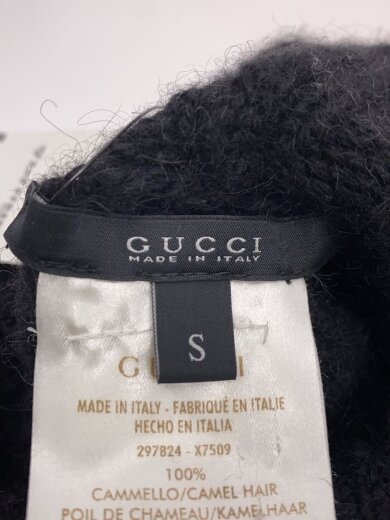 GUCCI
MADE IN ITALY
S
MADE IN ITALY - FABRIQUÉ EN ITALIE
HECHO EN ITALIA
297824 - X7509
100%
CAMMELLO/CAMEL HAIR
POIL DE CHAMEAU/KAMELHAAR